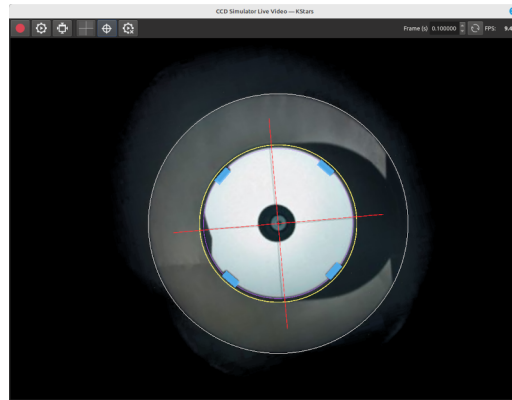 CCD Simulator Live Video — KStars
Frame (s) 0.100000 FPS: 9.4